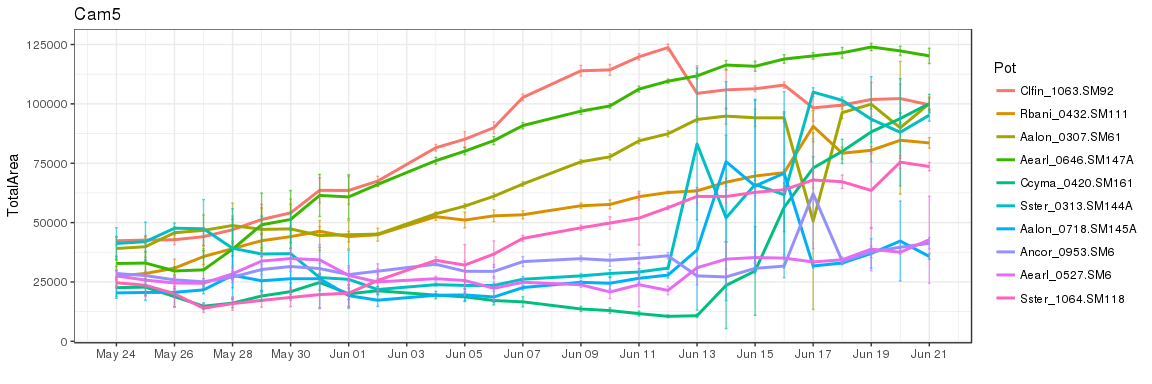 Cam5
TotalArea
125000
100000
75000
50000
25000
0
May 24 May 26 May 28 May 30 Jun 01 Jun 03 Jun 05 Jun 07 Jun 09 Jun 11 Jun 13 Jun 15 Jun 17 Jun 19 Jun 21
Pot
Clfin_1063.SM92
Rbani_0432.SM111
Aalon_0307.SM61
Aearl_0646.SM147A
Ccyma_0420.SM161
Sster_0313.SM144A
Aalon_0718.SM145A
Ancor_0953.SM6
Aearl_0527.SM6
Sster_1064.SM118